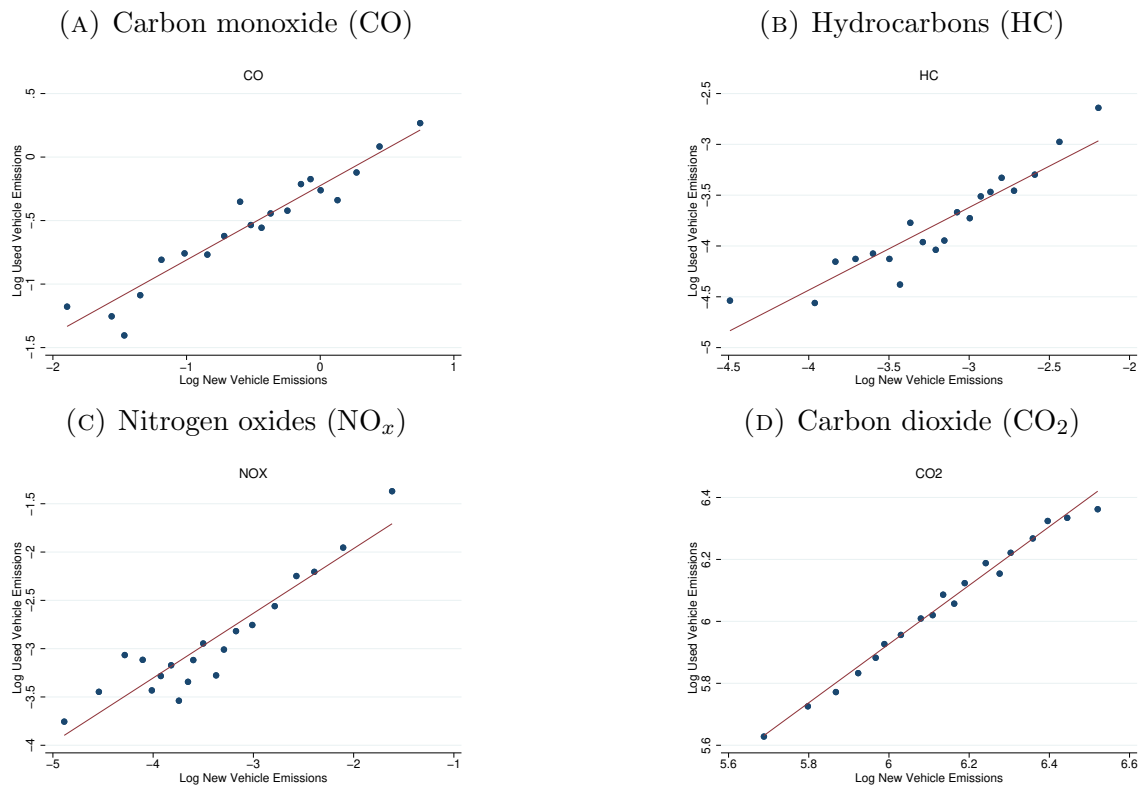 (A) Carbon monoxide (CO)
CO
Log Used Vehicle Emissions
.5
0
-.5
-1
-1.5
-2
-1
0
1
Log New Vehicle Emissions
(B) Hydrocarbons (HC)
HC
Log Used Vehicle Emissions
-2.5
-3
-3.5
-4
-4.5
-5
-4.5
-4
-3.5
-3
-2.5
-2
Log New Vehicle Emissions
(C) Nitrogen oxides (NOx)
NOX
Log Used Vehicle Emissions
-1.5
-2
-2.5
-3
-3.5
-4
-5
-4
-3
-2
-1
Log New Vehicle Emissions
(D) Carbon dioxide (CO2)
CO2
Log Used Vehicle Emissions
6.4
6.2
6
5.8
5.6
5.6
5.8
6
6.2
6.4
6.6
Log New Vehicle Emissions